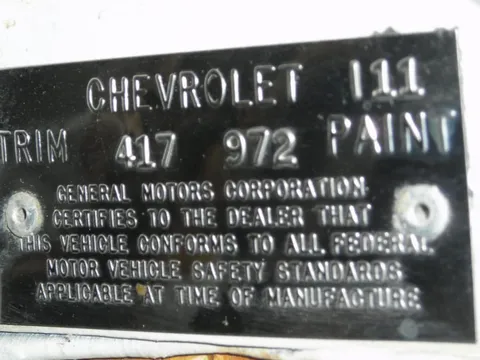 CHEVROLET I11
TRIM 417 972 PAINT
GENERAL MOTORS CORPORATION
CERTIFIES TO THE DEALER THAT
THIS VEHICLE CONFORMS TO ALL FEDERAL
MOTOR VEHICLE SAFETY STANDARDS
APPLICABLE AT TIME OF MANUFACTURE